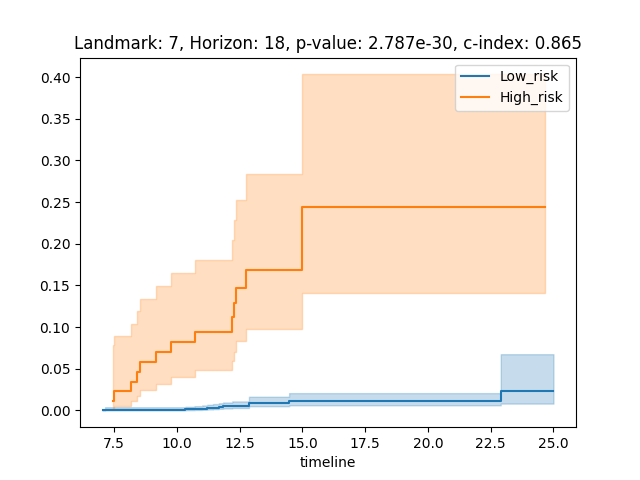 Landmark: 7, Horizon: 18, p-value: 2.787e-30, c-index: 0.865
Low_risk
High_risk
0.40
0.35
0.30
0.25
0.20
0.15
0.10
0.05
0.00
7.5 10.0 12.5 15.0 17.5 20.0 22.5 25.0
timeline